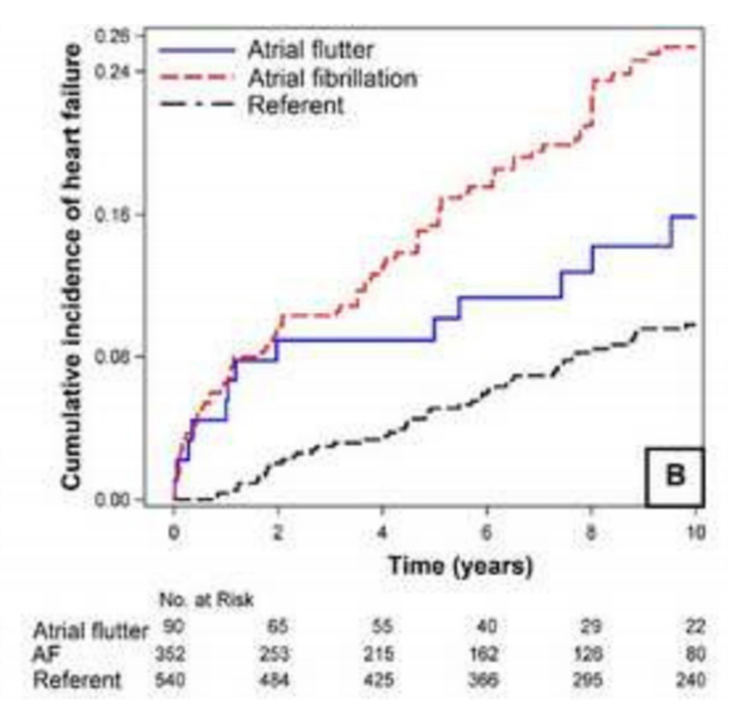 Cumulative incidence of heart failure
0.26
0.24
0.16
0.08
0.00
Atrial flutter
Atrial fibrillation
Referent
B
0 2 4 6 8 10
Time (years)
No. at Risk
Atrial flutter 90 65 55 40 29 22
AF 352 253 215 162 80
Referent 540 484 425 366 295 240